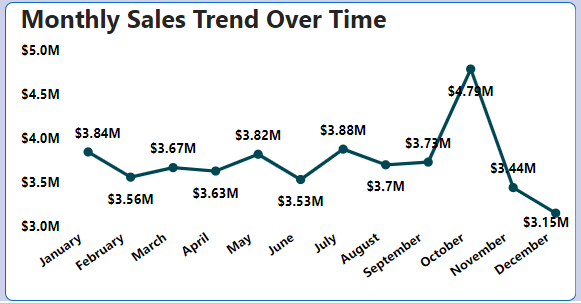 Monthly Sales Trend Over Time
$5.0M
$4.5M
$4.0M
$3.5M
$3.0M
$3.84M
$3.56M
$3.67M
$3.63M
$3.82M
$3.53M
$3.88M
$3.7M
$3.73M
$4.79M
$3.44M
$3.15M
January
February
March
April
May
June
July
August
September
October
November
December